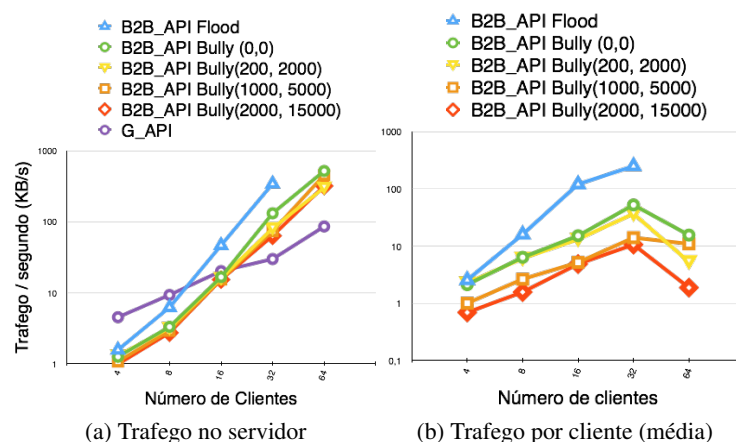 B2B_API Flood
B2B_API Bully (0,0)
B2B_API Bully(200, 2000)
B2B_API Bully(1000, 5000)
B2B_API Bully(2000, 15000)
G_API
Trafego / segundo (KB/s)
1000
100
10
1
4
8
16
32
64
Número de Clientes
(a) Trafego no servidor
B2B_API Flood
B2B_API Bully (0,0)
B2B_API Bully(200, 2000)
B2B_API Bully(1000, 5000)
B2B_API Bully(2000, 15000)
1000
100
10
1
0,1
4
8
16
32
64
Número de clientes
(b) Trafego por cliente (média)